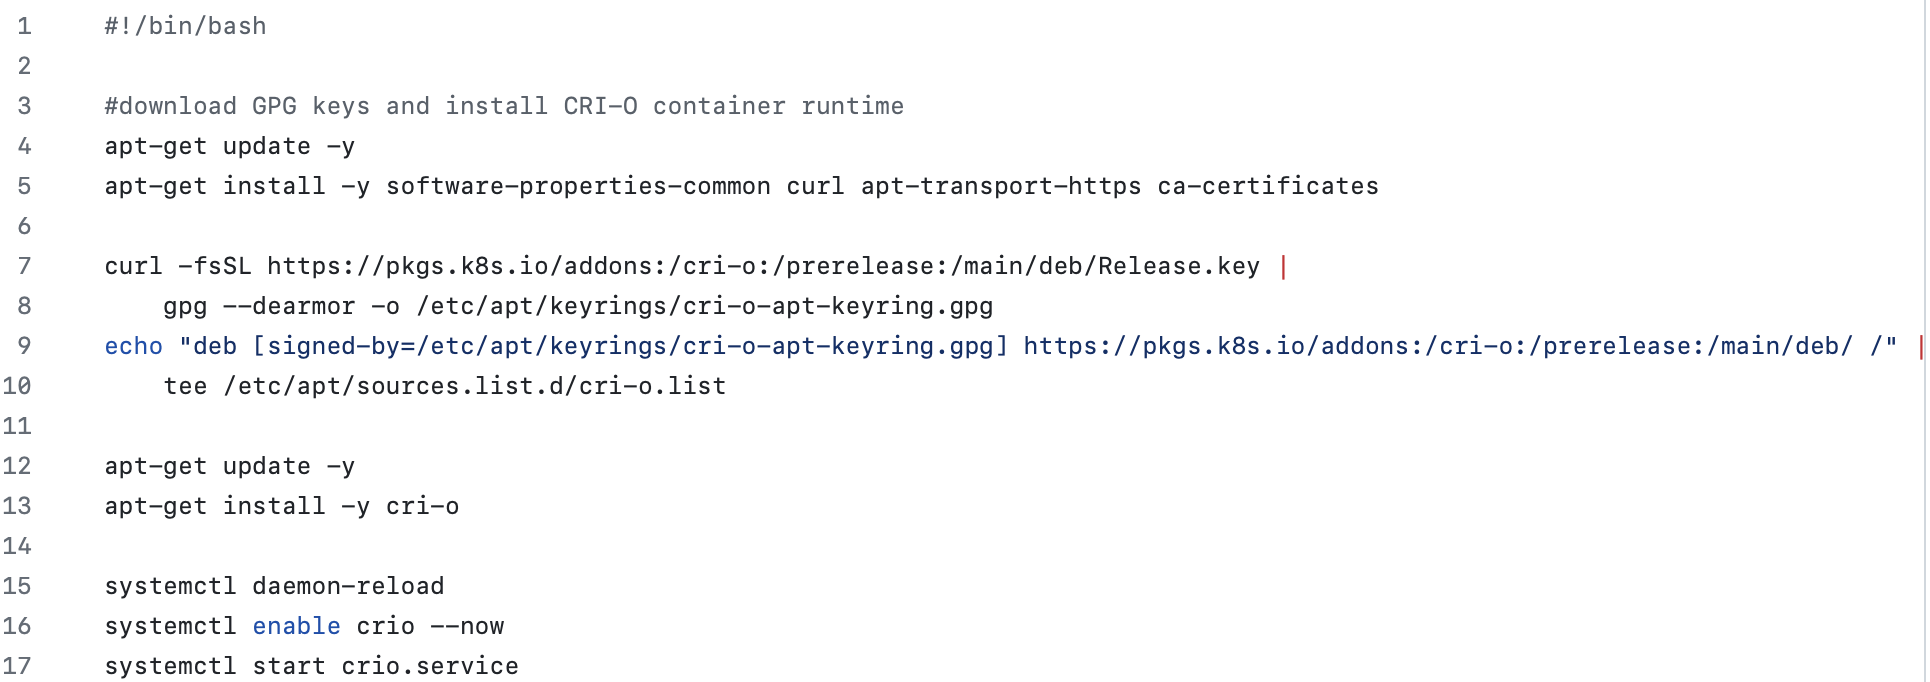 1 #!/bin/bash
2
3 #download GPG keys and install CRI-O container runtime
4 apt-get update -y
5 apt-get install -y software-properties-common curl apt-transport-https ca-certificates
6
7 curl -fsSL https://pkgs.k8s.io/addons:/cri-o:/prerelease:/main/deb/Release.key |
8     gpg --dearmor -o /etc/apt/keyrings/cri-o-apt-keyring.gpg
9 echo "deb [signed-by=/etc/apt/keyrings/cri-o-apt-keyring.gpg] https://pkgs.k8s.io/addons:/cri-o:/prerelease:/main/deb/ /" |
10     tee /etc/apt/sources.list.d/cri-o.list
11
12 apt-get update -y
13 apt-get install -y cri-o
14
15 systemctl daemon-reload
16 systemctl enable crio --now
17 systemctl start crio.service